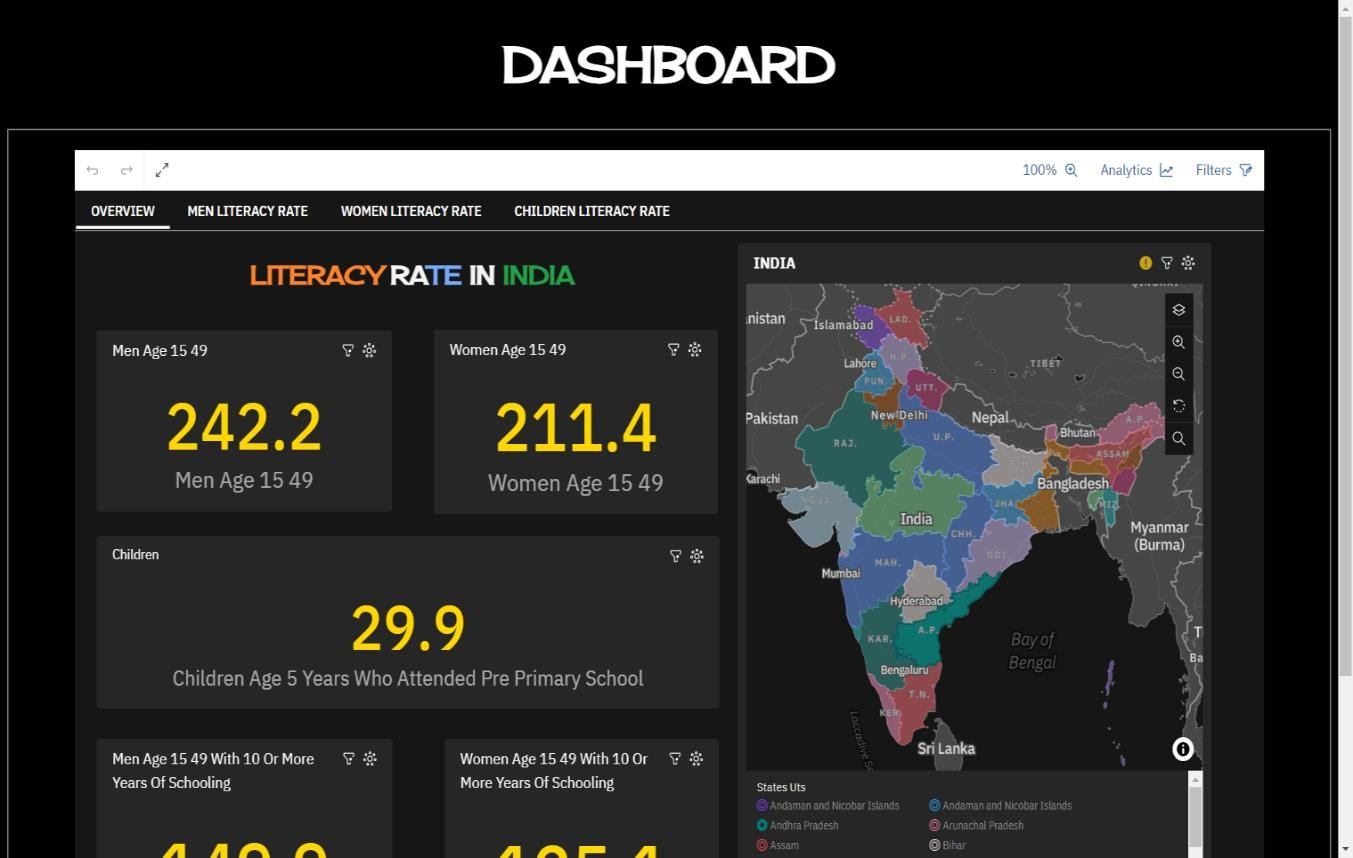 DASHBOARD
100%
Analytics
Filters
OVERVIEW
MEN LITERACY RATE
WOMEN LITERACY RATE
CHILDREN LITERACY RATE
LITERACY RATE IN INDIA
Men Age 15 49
242.2
Men Age 15 49
Women Age 15 49
211.4
Women Age 15 49
Children
29.9
Children Age 5 Years Who Attended Pre Primary School
Men Age 15 49 With 10 Or More
Years Of Schooling
Women Age 15 49 With 10 Or
More Years Of Schooling
INDIA
nistan
Islamabad
LAD.
Lahore
H.P.
TIBET
PUN.
UTT.
New Delhi
Pakistan
Nepal
A.P.
U.P.
Bhutan
RAJ.
ASSAM
BIH.
Karachi
Bangladesh
GUJ.
JHA.
MIZ.
India
Myanmar
(Burma)
CHH.
ODI.
MAH.
Mumbai
Hyderabad
A.P.
KAR.
Bay of
Bengal
T
Ba
Bengaluru
T.N.
KER.
Laccadive S
Sri Lanka
States Uts
Andaman and Nicobar Islands
Andaman and Nicobar Islands
Andhra Pradesh
Arunachal Pradesh
Assam
Bihar